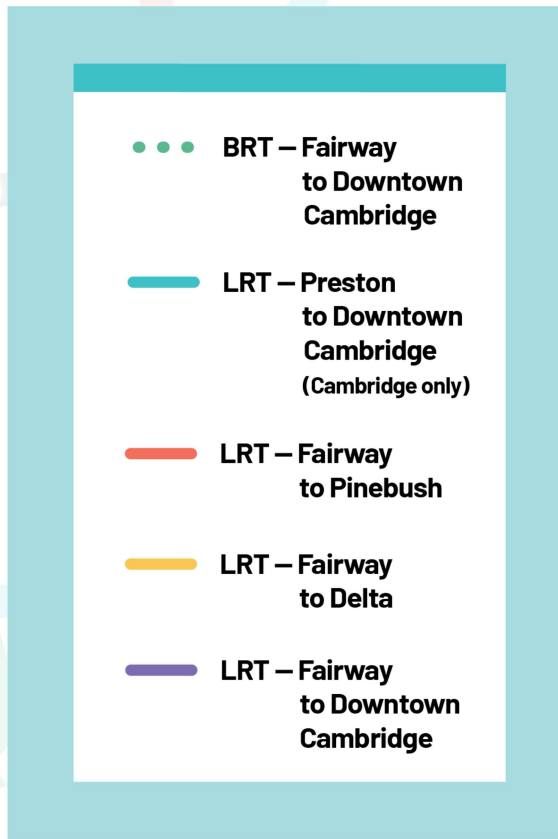 BRT – Fairway
to Downtown
Cambridge
LRT – Preston
to Downtown
Cambridge
(Cambridge only)
LRT – Fairway
to Pinebush
LRT – Fairway
to Delta
LRT – Fairway
to Downtown
Cambridge